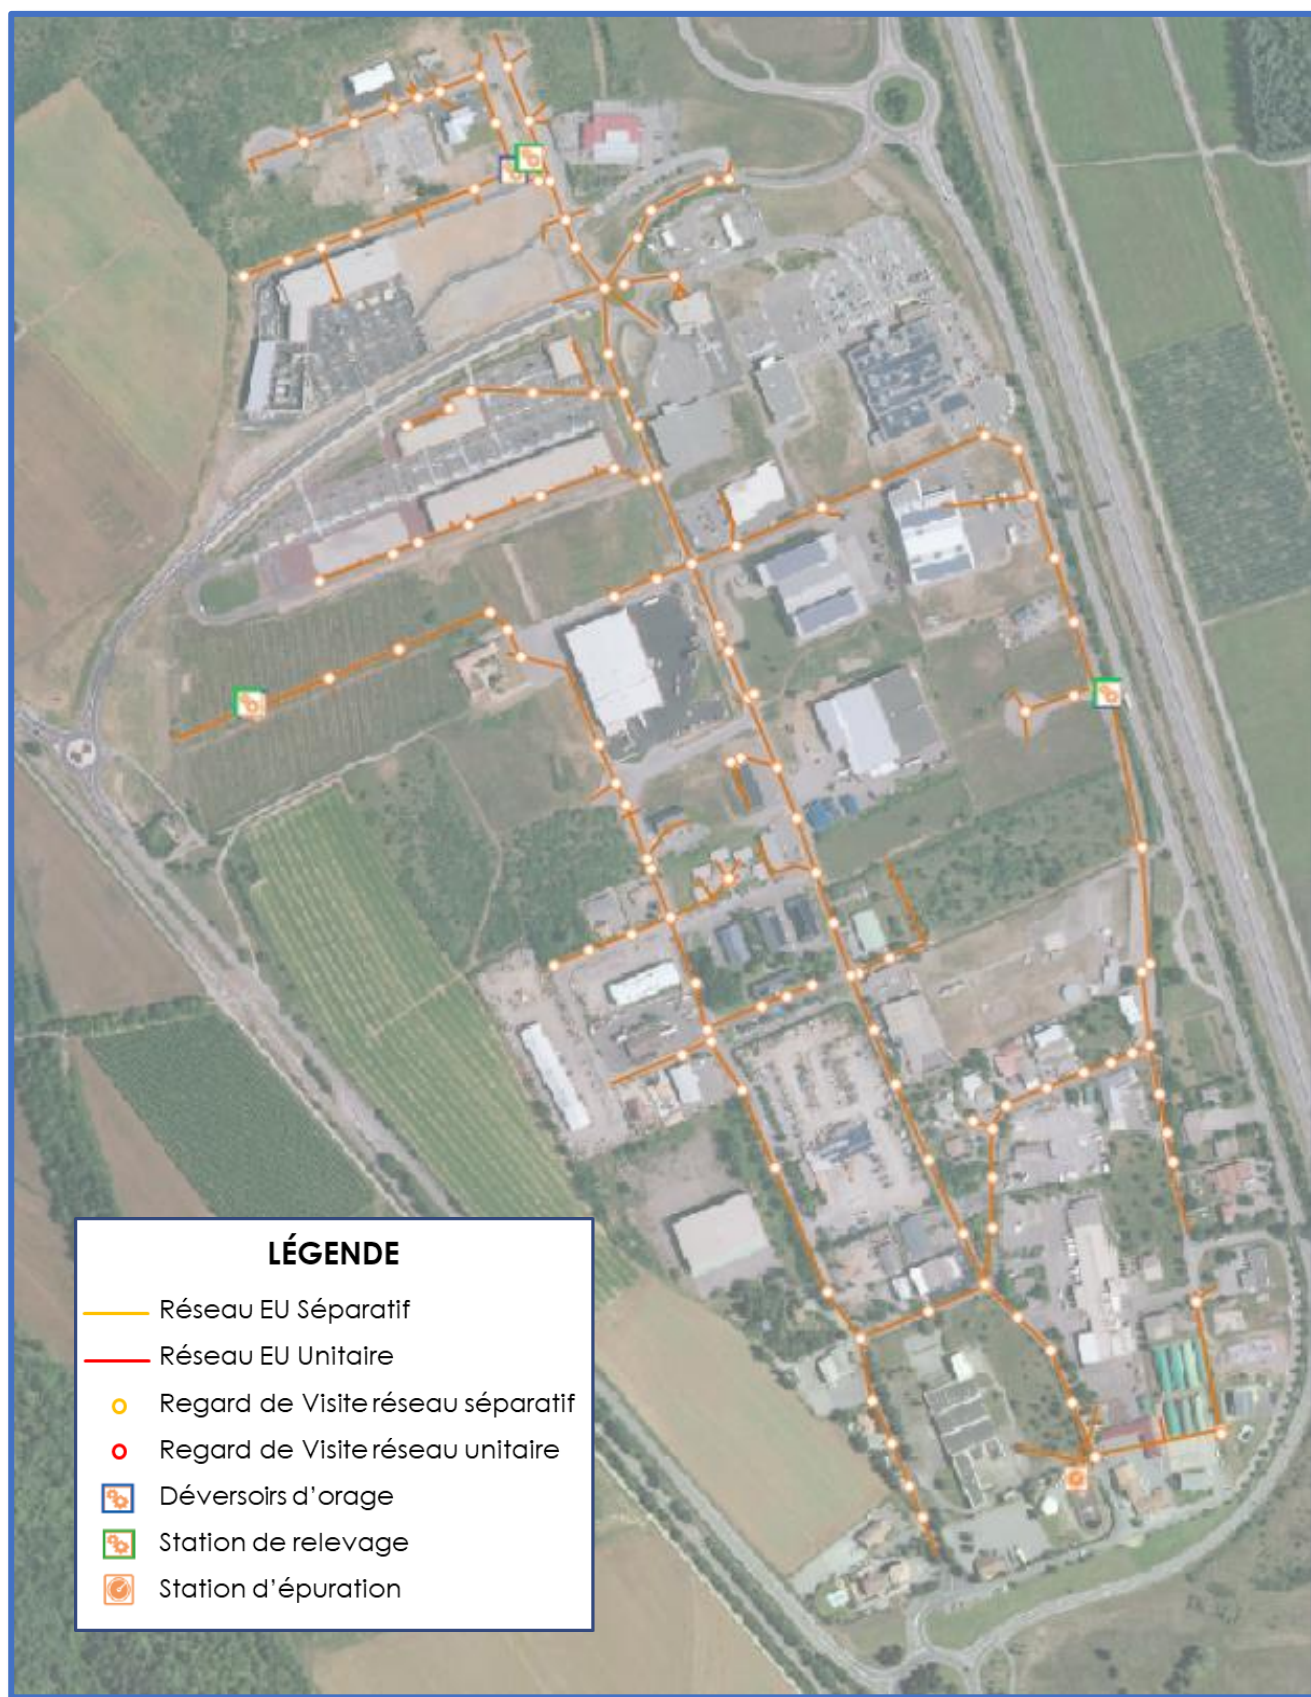 LÉGENDE
Réseau EU Séparatif
Réseau EU Unitaire
Regard de Visite réseau séparatif
Regard de Visite réseau unitaire
Déversoirs d'orage
Station de relevage
Station d'épuration